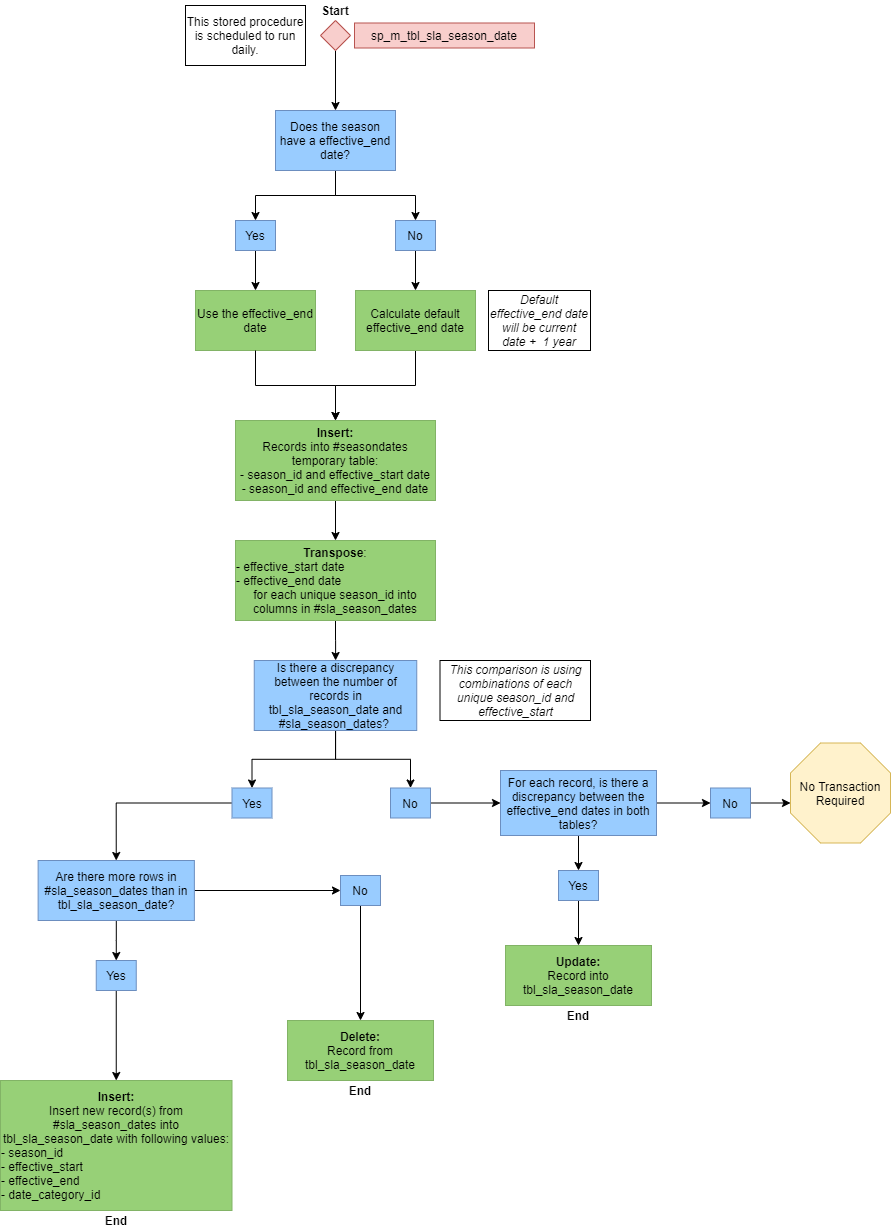 Start
This stored procedure
is scheduled to run
daily.
sp_m_tbl_sla_season_date
Does the season
have a effective_end
date?
Yes
No
Use the effective_end
date
Calculate default
effective_end date
Default
effective_end date
will be current
date +  1 year
Insert:
Records into #seasondates
temporary table:
- season_id and effective_start date
- season_id and effective_end date
Transpose:
- effective_start date
- effective_end date
for each unique season_id into
columns in #sla_season_dates
Is there a discrepancy
between the number of
records in
tbl_sla_season_date and
#sla_season_dates?
This comparison is using
combinations of each
unique season_id and
effective_start
Yes
No
For each record, is there a
discrepancy between the
effective_end dates in both
tables?
No
No Transaction
Required
Are there more rows in
#sla_season_dates than in
tbl_sla_season_date?
No
Yes
Yes
Update:
Record into
tbl_sla_season_date
End
Delete:
Record from
tbl_sla_season_date
End
Insert:
Insert new record(s) from
#sla_season_dates into
tbl_sla_season_date with following values:
- season_id
- effective_start
- effective_end
- date_category_id
End